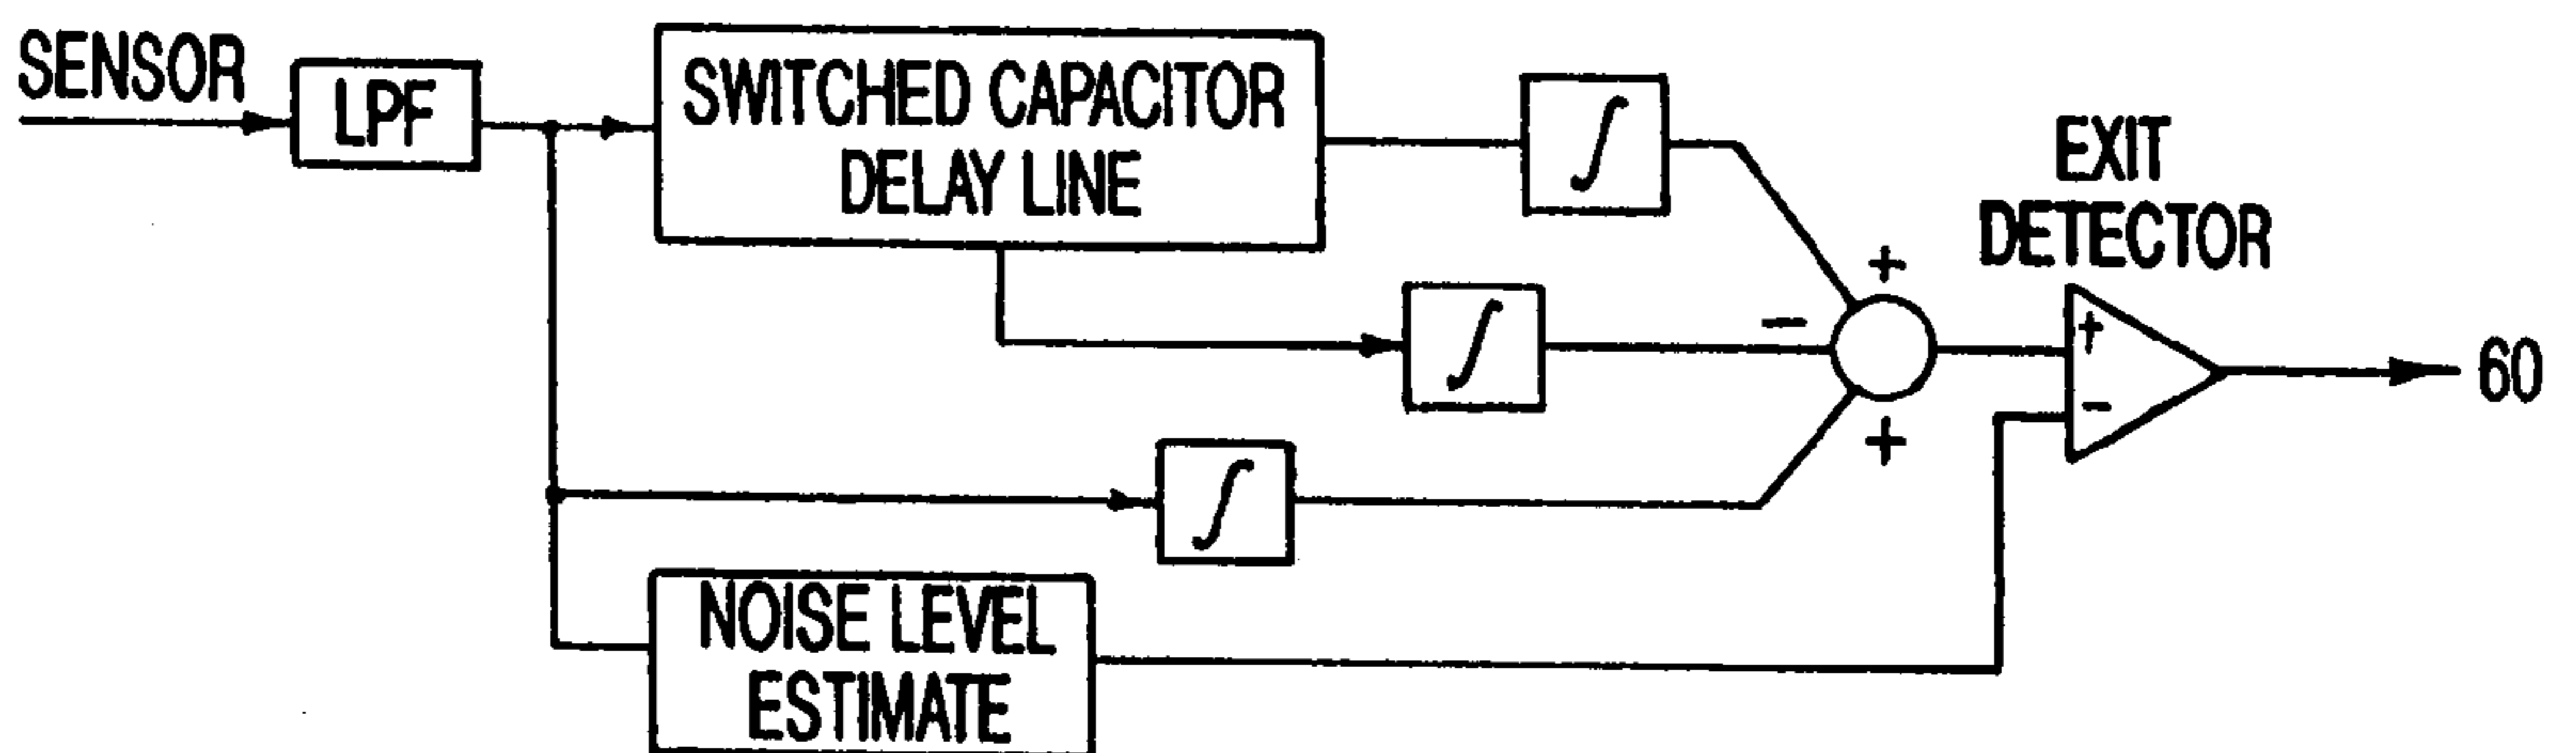 SENSOR
LPF
SWITCHED CAPACITOR
DELAY LINE
∫
EXIT
DETECTOR
+
−
∫
+
−
60
+
∫
NOISE LEVEL
ESTIMATE